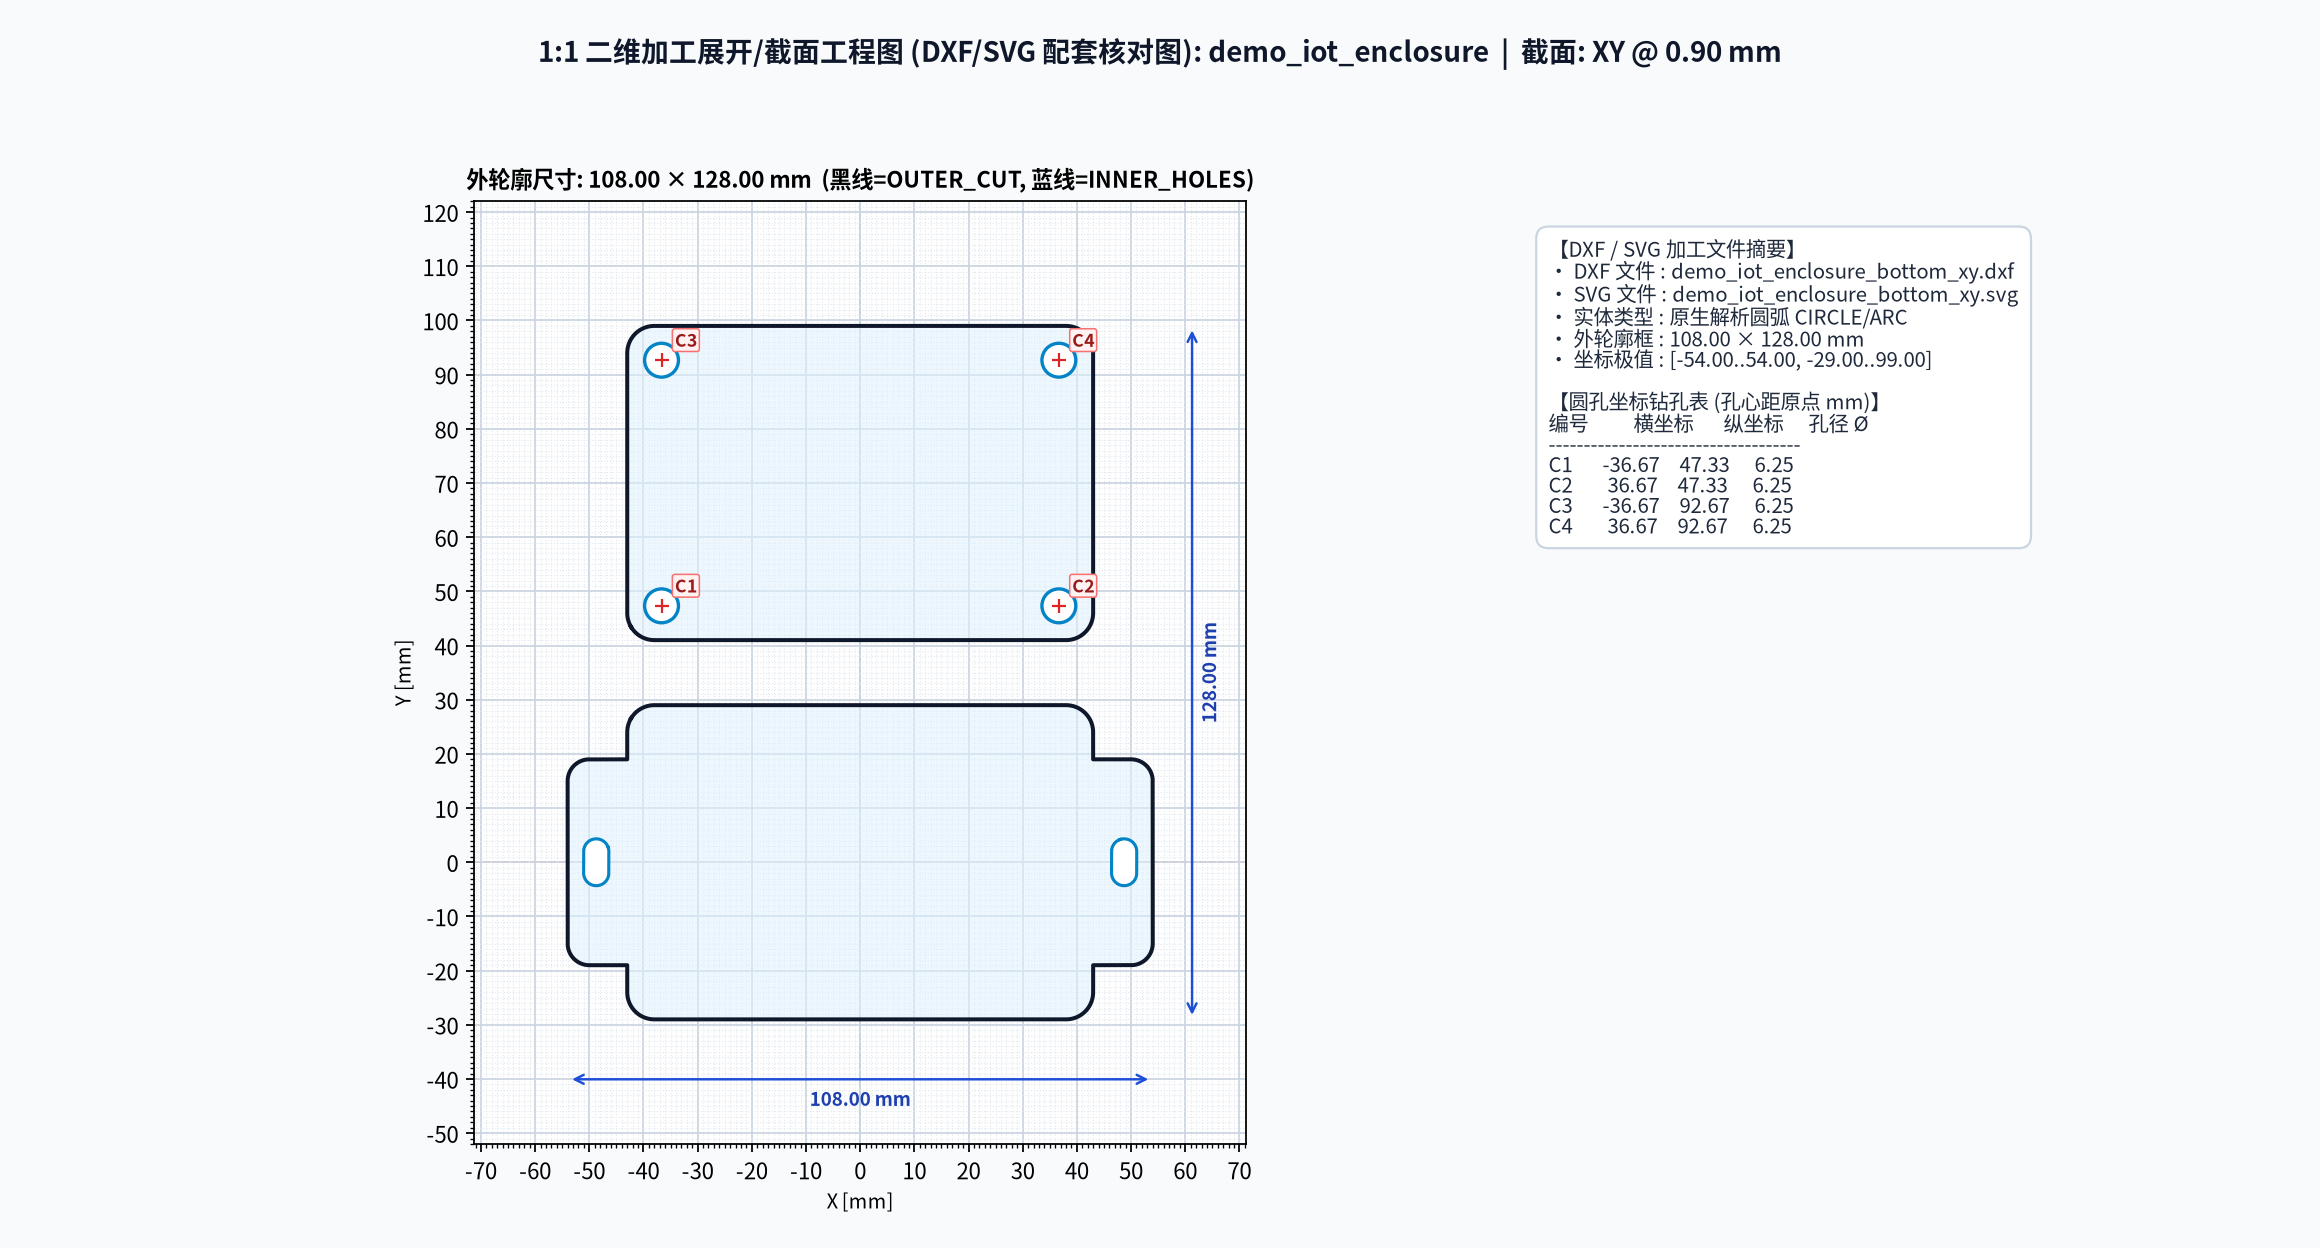 1:1 二维加工展开/截面工程图 (DXF/SVG 配套核对图): demo_iot_enclosure | 截面: XY @ 0.90 mm
外轮廓尺寸: 108.00 × 128.00 mm (黑线=OUTER_CUT, 蓝线=INNER_HOLES)
120
110
100
90
80
70
60
50
40
30
20
10
0
-10
-20
-30
-40
-50
Y [mm]
C3
C4
C1
C2
128.00 mm
108.00 mm
-70 -60 -50 -40 -30 -20 -10 0 10 20 30 40 50 60 70
X [mm]
【DXF / SVG 加工文件摘要】
· DXF 文件 : demo_iot_enclosure_bottom_xy.dxf
· SVG 文件 : demo_iot_enclosure_bottom_xy.svg
· 实体类型 : 原生解析圆弧 CIRCLE/ARC
· 外轮廓框 : 108.00 × 128.00 mm
· 坐标极值 : [-54.00..54.00, -29.00..99.00]
【圆孔坐标钻孔表 (孔心距原点 mm)】
编号 横坐标 纵坐标 孔径 Ø
------------------------------------
C1 -36.67 47.33 6.25
C2 36.67 47.33 6.25
C3 -36.67 92.67 6.25
C4 36.67 92.67 6.25